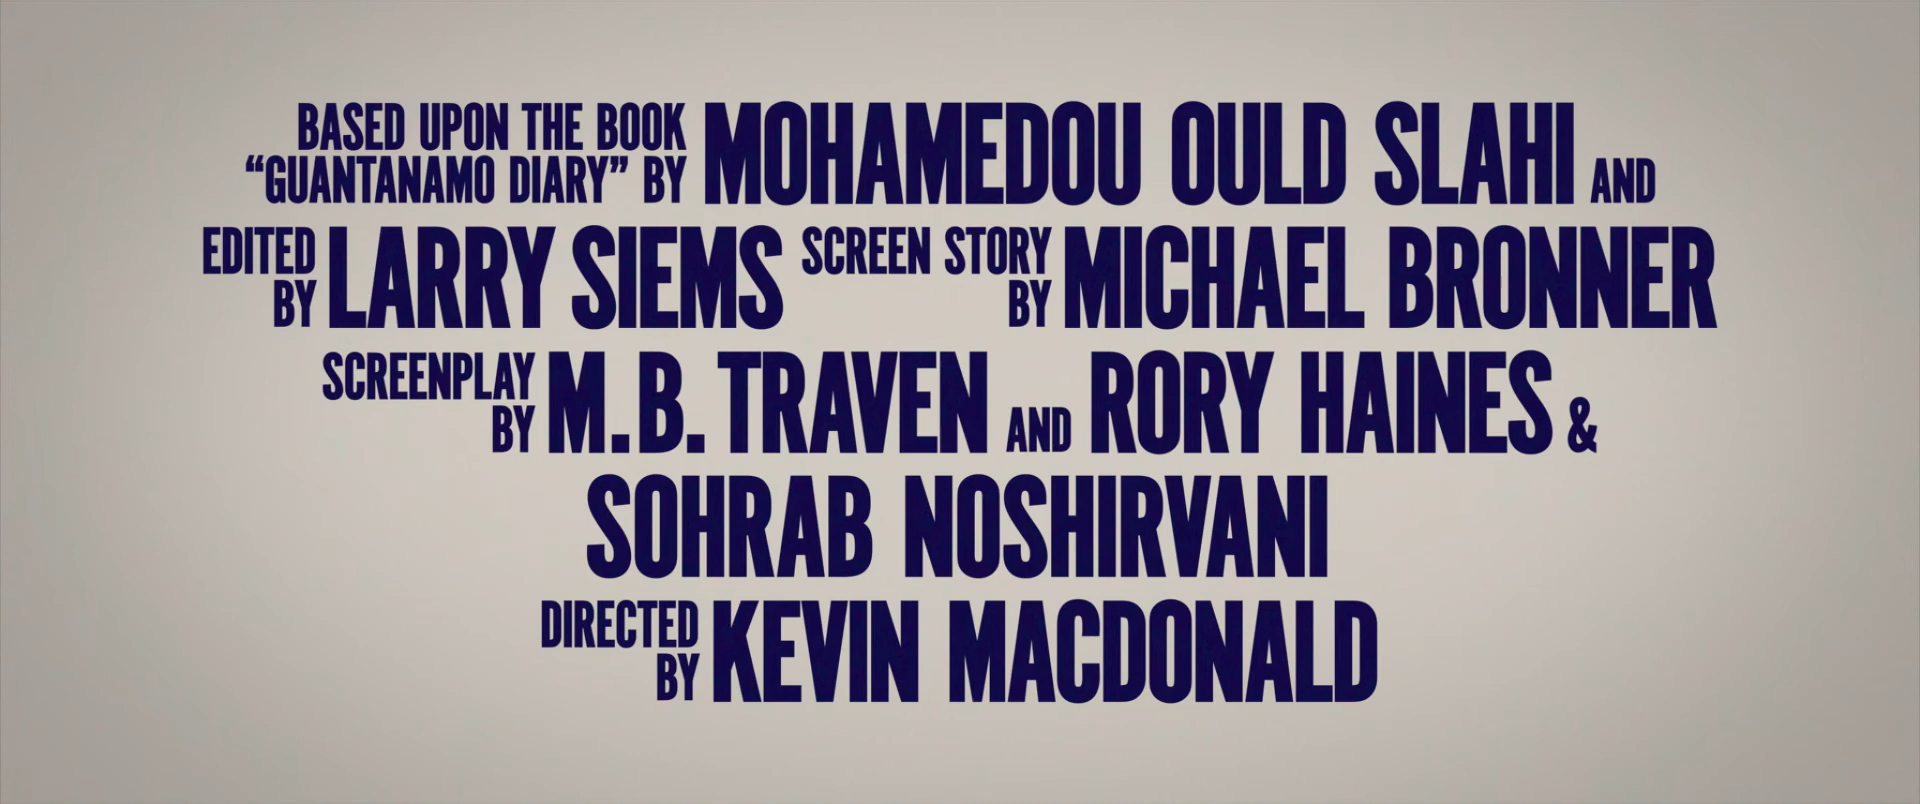 BASED UPON THE BOOK
“GUANTANAMO DIARY” BY MOHAMEDOU OULD SLAHI AND
EDITED BY LARRY SIEMS SCREEN STORY BY MICHAEL BRONNER
SCREENPLAY BY M.B. TRAVEN AND RORY HAINES &
SOHRAB NOSHIRVANI
DIRECTED BY KEVIN MACDONALD